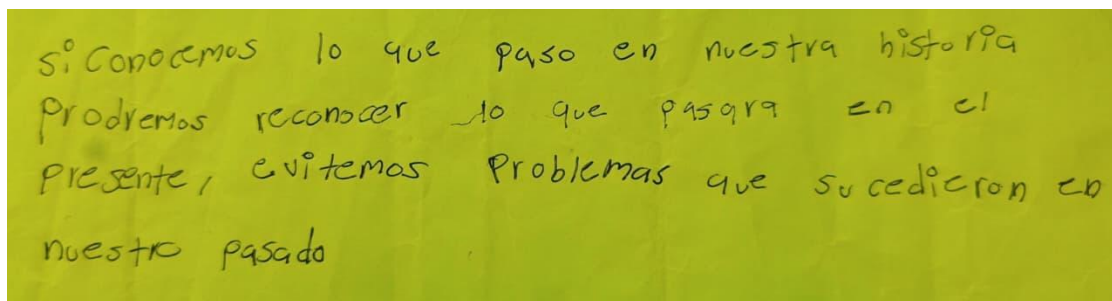 si Conocemos lo que paso en nuestra historia
Prodremos reconocer lo que pasara en el
presente, evitemos Problemas que sucedieron en
nuestro pasado